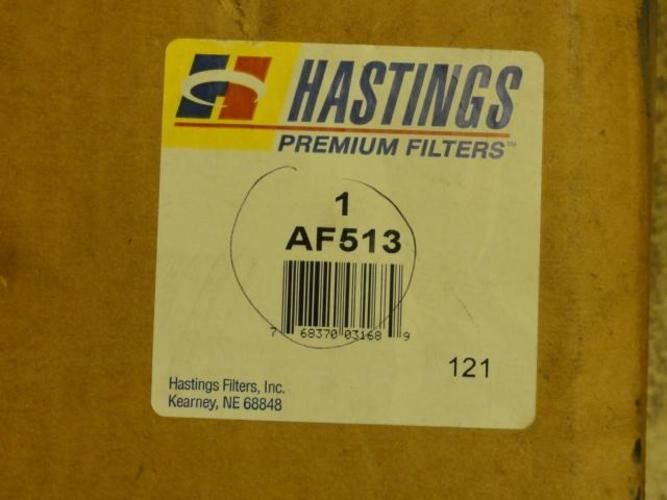 HASTINGS
PREMIUM FILTERS™
1
AF513
7 68370 03168 9
121
Hastings Filters, Inc.
Kearney, NE 68848